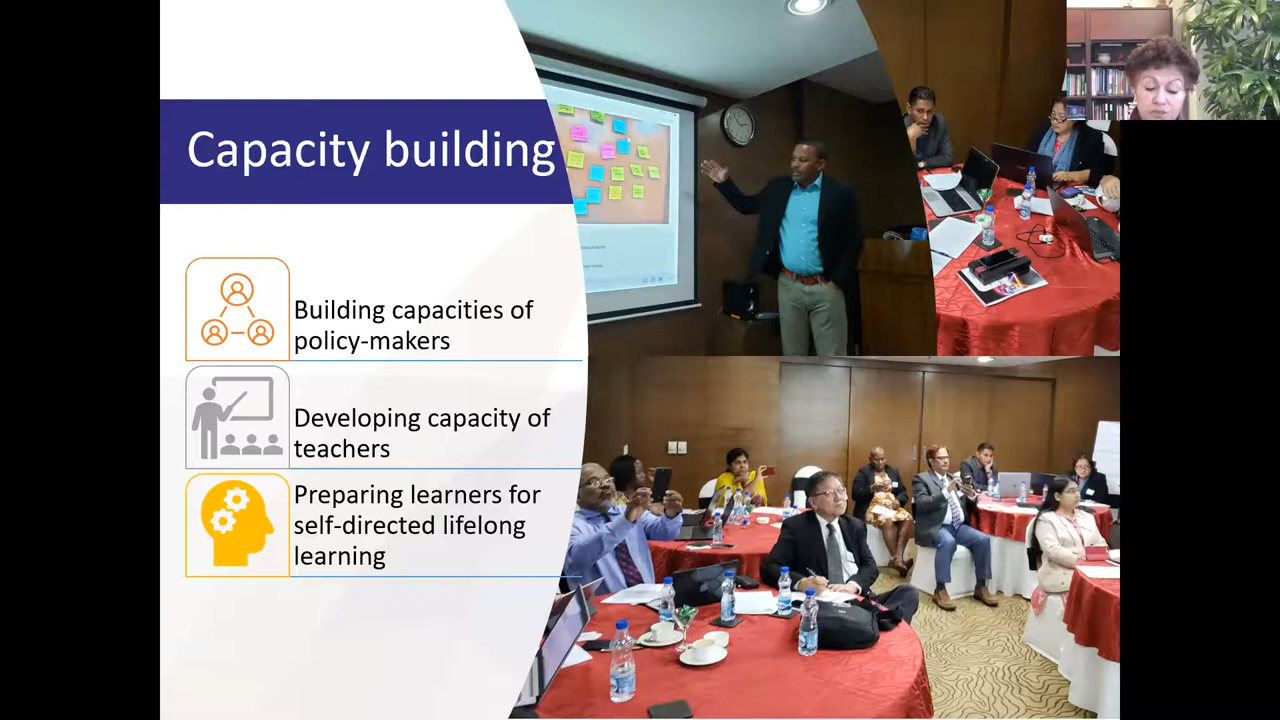 Capacity building
Building capacities of
policy-makers
Developing capacity of
teachers
Preparing learners for
self-directed lifelong
learning